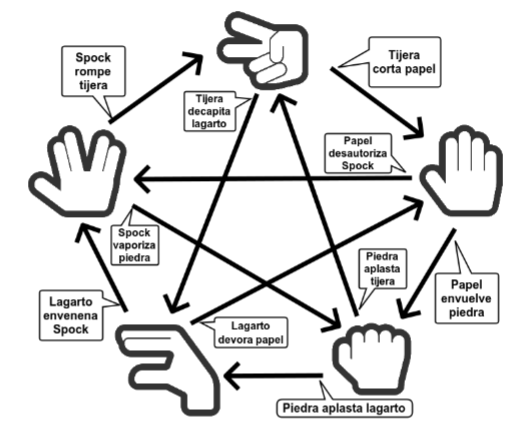 Spock
rompe
tijera
Tijera
corta papel
Tijera
decapita
lagarto
Papel
desautoriza
Spock
Spock
vaporiza
piedra
Piedra
aplasta
tijera
Papel
envuelve
piedra
Lagarto
envenena
Spock
Lagarto
devora papel
Piedra aplasta lagarto